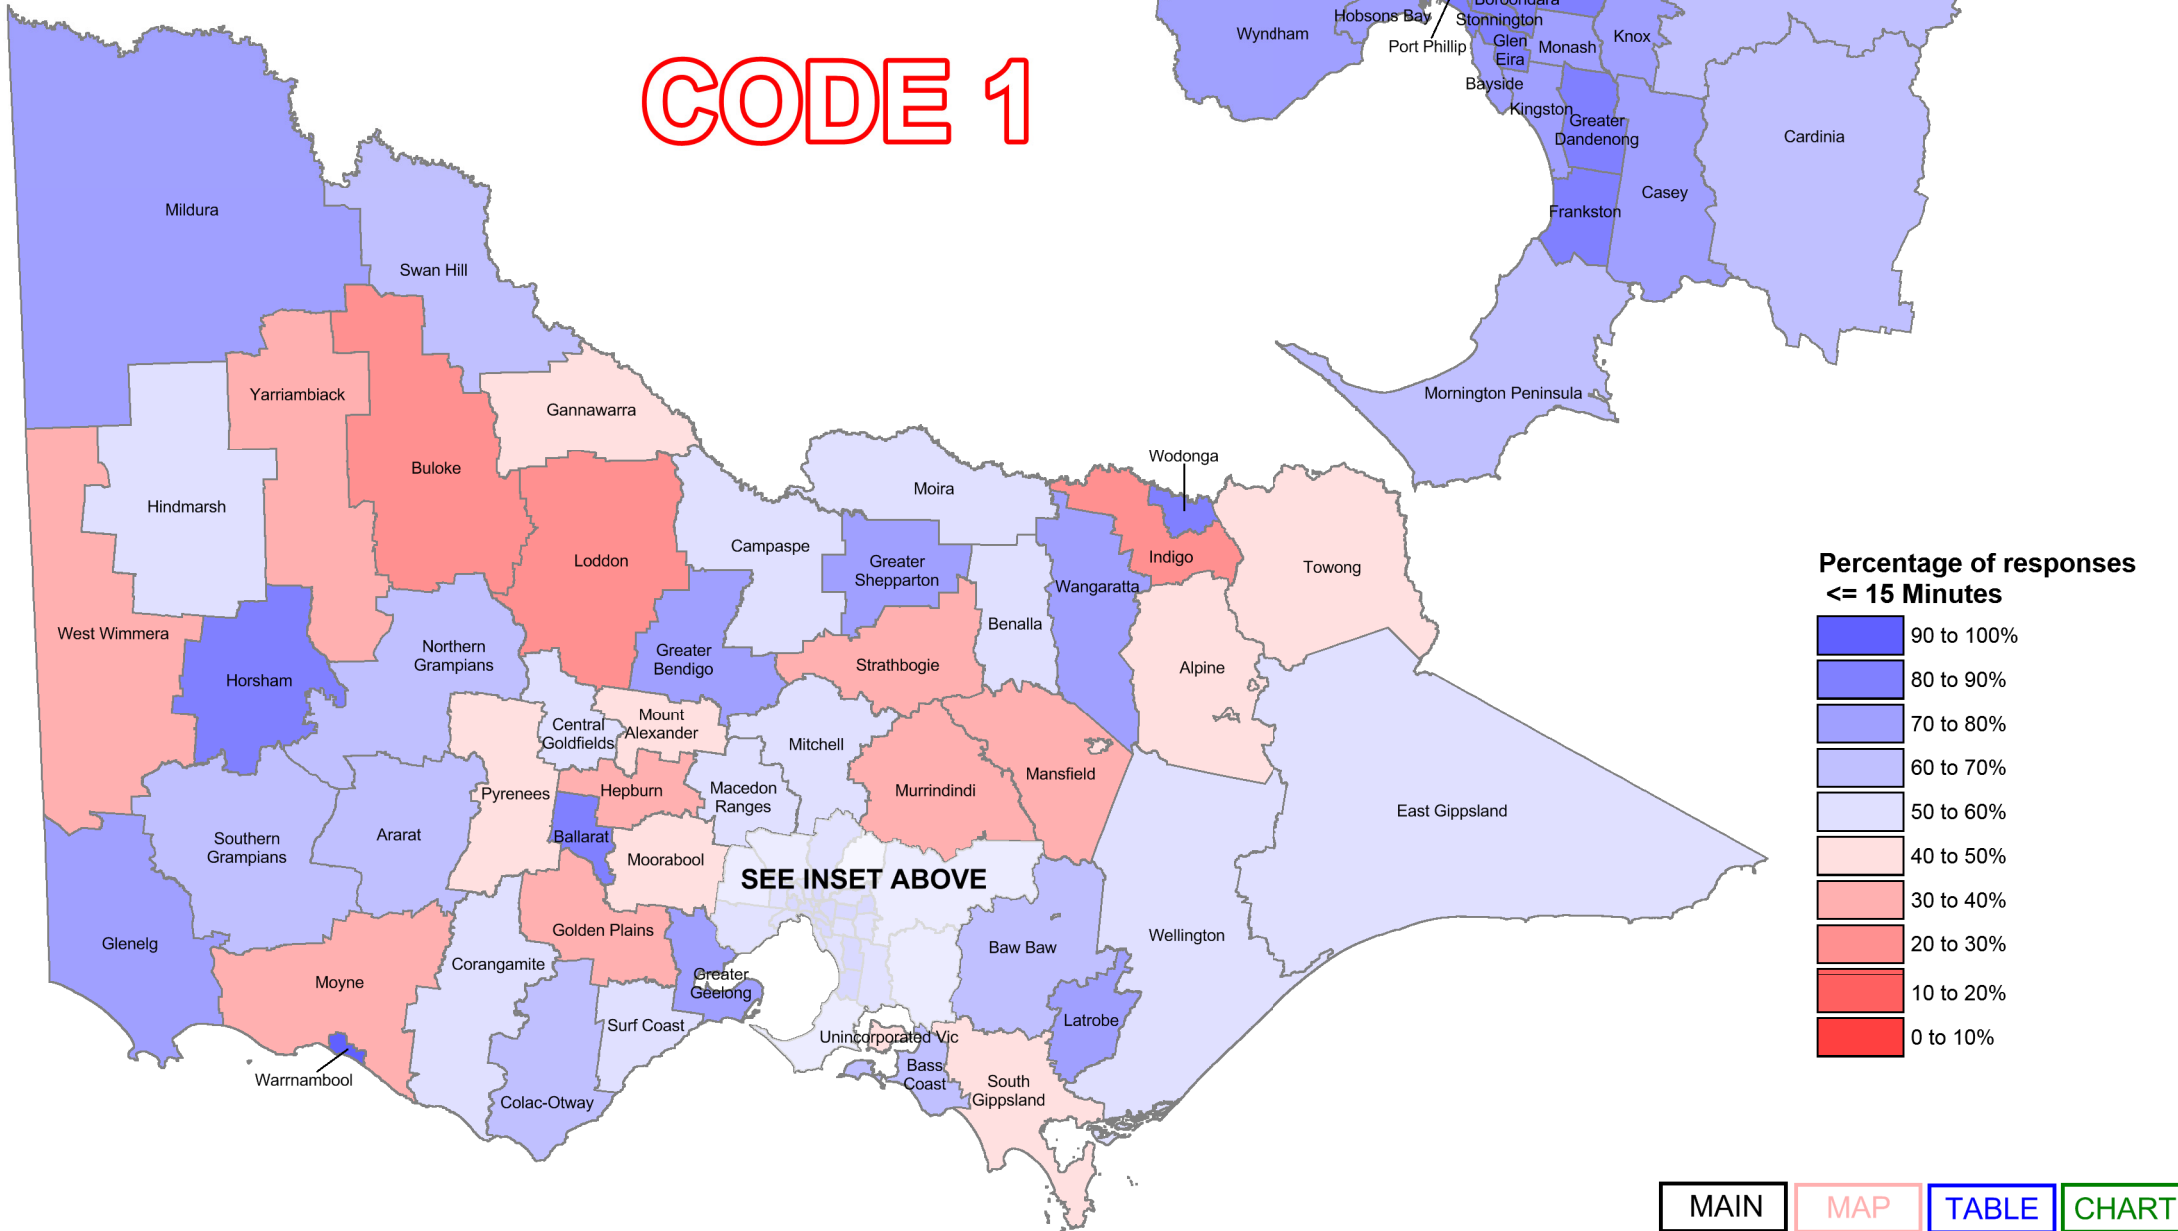 Boroondara
Hobsons Bay
Stonnington
Wyndham
Port Phillip
Glen
Eira
Monash
Knox
Bayside
Kingston
Greater
Dandenong
Cardinia
Casey
Frankston
Mornington Peninsula
CODE 1
Mildura
Swan Hill
Yarriambiack
Gannawarra
Buloke
Hindmarsh
Loddon
Campaspe
Moira
Wodonga
Greater
Shepparton
Indigo
Wangaratta
Towong
Benalla
West Wimmera
Horsham
Northern
Grampians
Greater
Bendigo
Strathbogie
Alpine
Central
Goldfields
Mount
Alexander
Mitchell
Mansfield
Murrindindi
Macedon
Ranges
Hepburn
Pyrenees
Ballarat
Ararat
Southern
Grampians
Moorabool
SEE INSET ABOVE
East Gippsland
Glenelg
Golden Plains
Wellington
Baw Baw
Corangamite
Moyne
Greater
Geelong
Surf Coast
Latrobe
Unincorporated Vic
Bass
Coast
South
Gippsland
Warrnambool
Colac-Otway
Percentage of responses
<= 15 Minutes
90 to 100%
80 to 90%
70 to 80%
60 to 70%
50 to 60%
40 to 50%
30 to 40%
20 to 30%
10 to 20%
0 to 10%
MAIN
MAP
TABLE
CHART